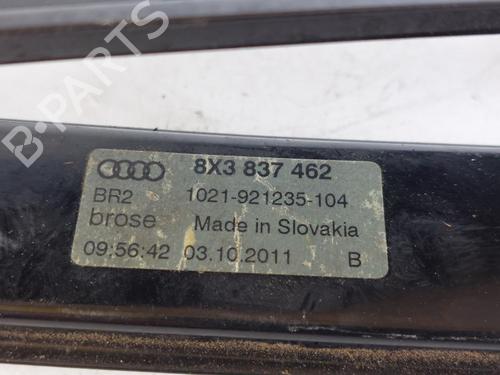 B-PARTS
8X3 837 462
BR2 1021-921235-104
brose Made in Slovakia
09:56:42 03.10.2011 B